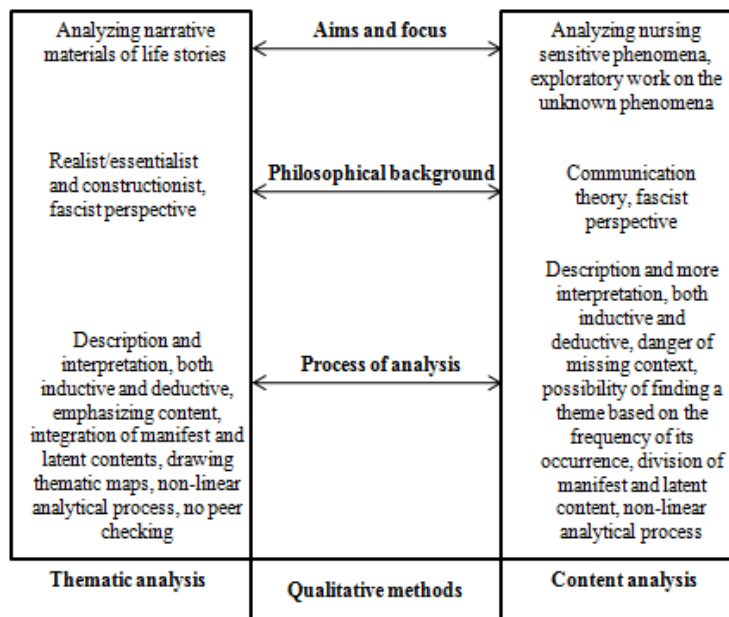 Analyzing narrative
materials of life stories
Aims and focus
Analyzing nursing
sensitive phenomena,
exploratory work on the
unknown phenomena
Realist/essentialist
and constructionist,
fascist perspective
Philosophical background
Communication
theory, fascist
perspective
Description and
interpretation, both
inductive and deductive,
emphasizing content,
integration of manifest and
latent contents, drawing
thematic maps, non-linear
analytical process, no peer
checking
Process of analysis
Description and more
interpretation, both
inductive and
deductive, danger of
missing context,
possibility of finding a
theme based on the
frequency of its
occurrence, division of
manifest and latent
content, non-linear
analytical process
Thematic analysis
Qualitative methods
Content analysis